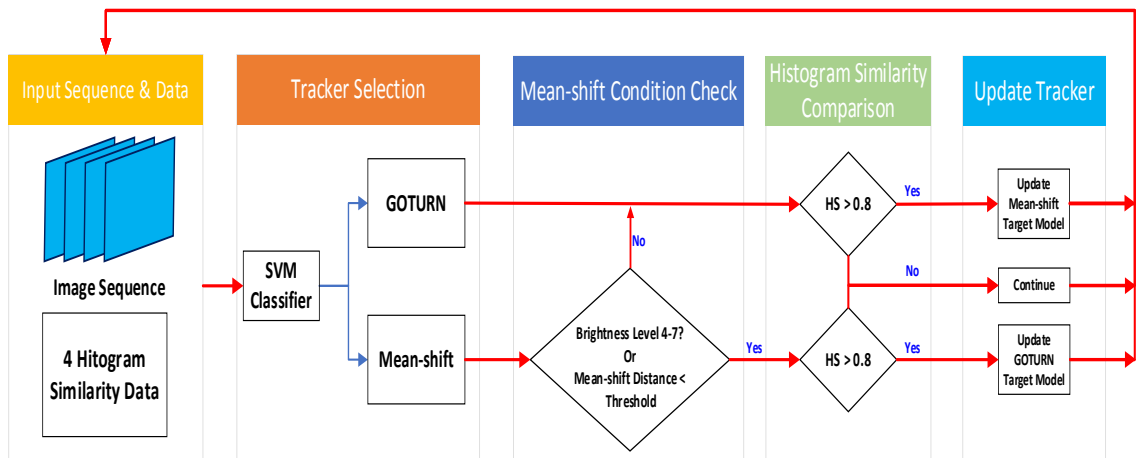 Input Sequence & Data
Tracker Selection
Mean-shift Condition Check
Histogram Similarity
Comparison
Update Tracker
Image Sequence
4 Hitogram
Similarity Data
SVM
Classifier
GOTURN
Mean-shift
No
Brightness Level 4-7?
Or
Mean-shift Distance <
Threshold
Yes
HS > 0.8
Yes
No
HS > 0.8
Yes
Update
Mean-shift
Target Model
Continue
Update
GOTURN
Target Model